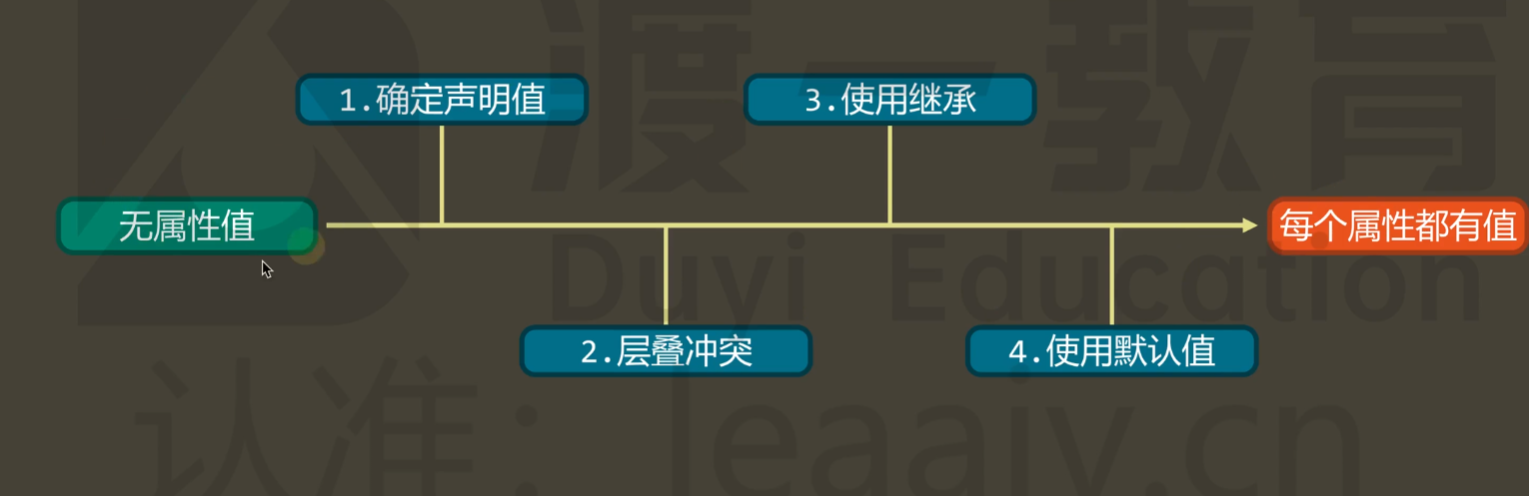 渡一教育
1.确定声明值
3.使用继承
无属性值
每个属性都有值
Duyi Education
2.层叠冲突
4.使用默认值
认准：leaaiv.cn